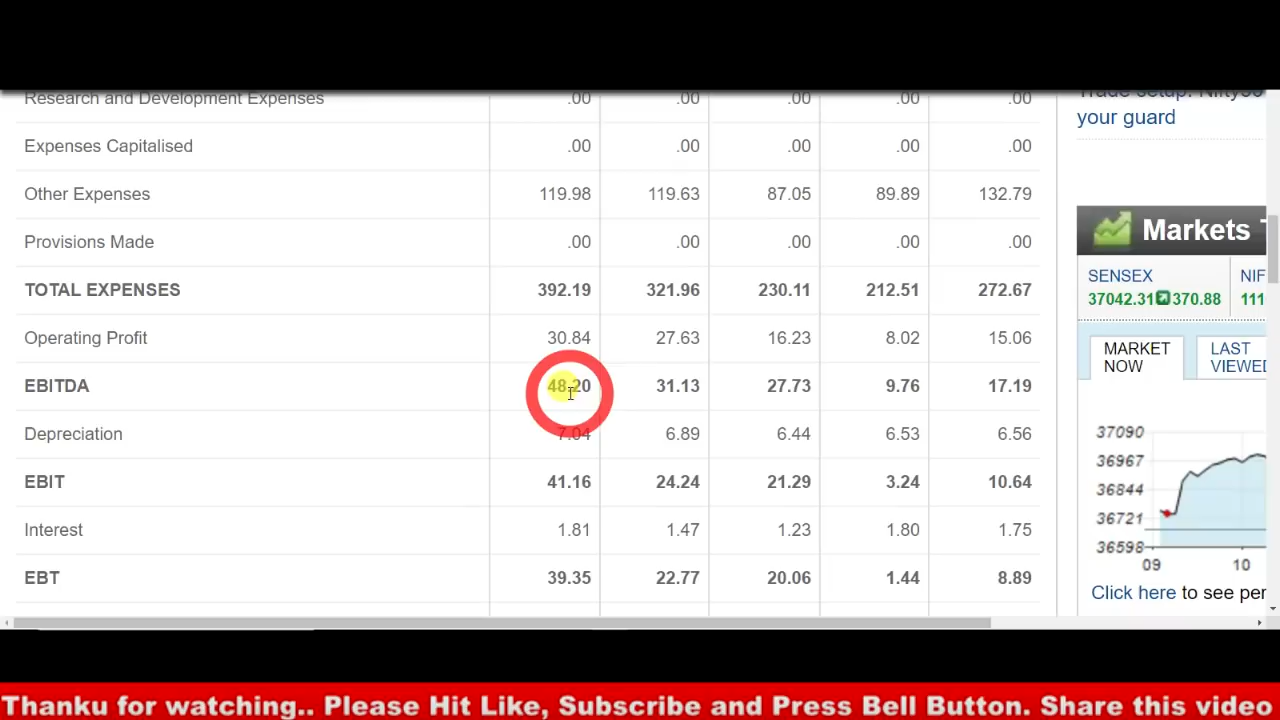 Research and Development Expenses .00 .00 .00 .00 .00
Trade setup: Nifty50
your guard
Expenses Capitalised .00 .00 .00 .00 .00
Other Expenses 119.98 119.63 87.05 89.89 132.79
Provisions Made .00 .00 .00 .00 .00
Markets
TOTAL EXPENSES 392.19 321.96 230.11 212.51 272.67
SENSEX NIF
37042.31 370.88 111
Operating Profit 30.84 27.63 16.23 8.02 15.06
MARKET NOW
LAST VIEWED
EBITDA 48.20 31.13 27.73 9.76 17.19
Depreciation 7.04 6.89 6.44 6.53 6.56
EBIT 41.16 24.24 21.29 3.24 10.64
Interest 1.81 1.47 1.23 1.80 1.75
EBT 39.35 22.77 20.06 1.44 8.89
37090
36967
36844
36721
36598
09 10
Click here to see per
Thanku for watching.. Please Hit Like, Subscribe and Press Bell Button. Share this video